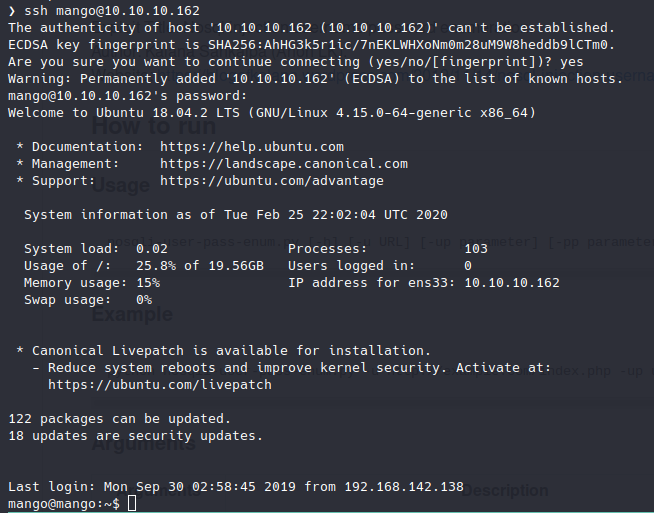 ❯ ssh mango@10.10.10.162
The authenticity of host '10.10.10.162 (10.10.10.162)' can't be established.
ECDSA key fingerprint is SHA256:AhHG3k5r1ic/7nEKLWHXoNm0m28uM9W8heddb9lCTm0.
Are you sure you want to continue connecting (yes/no/[fingerprint])? yes
Warning: Permanently added '10.10.10.162' (ECDSA) to the list of known hosts.
mango@10.10.10.162's password:
Welcome to Ubuntu 18.04.2 LTS (GNU/Linux 4.15.0-64-generic x86_64)
How to run
* Documentation: https://help.ubuntu.com
* Management: https://landscape.canonical.com
* Support: https://ubuntu.com/advantage
Usage
System information as of Tue Feb 25 22:02:04 UTC 2020
System load: 0.02 Processes: 103
Usage of /: 25.8% of 19.56GB Users logged in: 0
Memory usage: 15% IP address for ens33: 10.10.10.162
Swap usage: 0%
Example
* Canonical Livepatch is available for installation.
- Reduce system reboots and improve kernel security. Activate at:
https://ubuntu.com/livepatch
122 packages can be updated.
18 updates are security updates.
Arguments
Last login: Mon Sep 30 02:58:45 2019 from 192.168.142.138
mango@mango:~$
Arguments Description